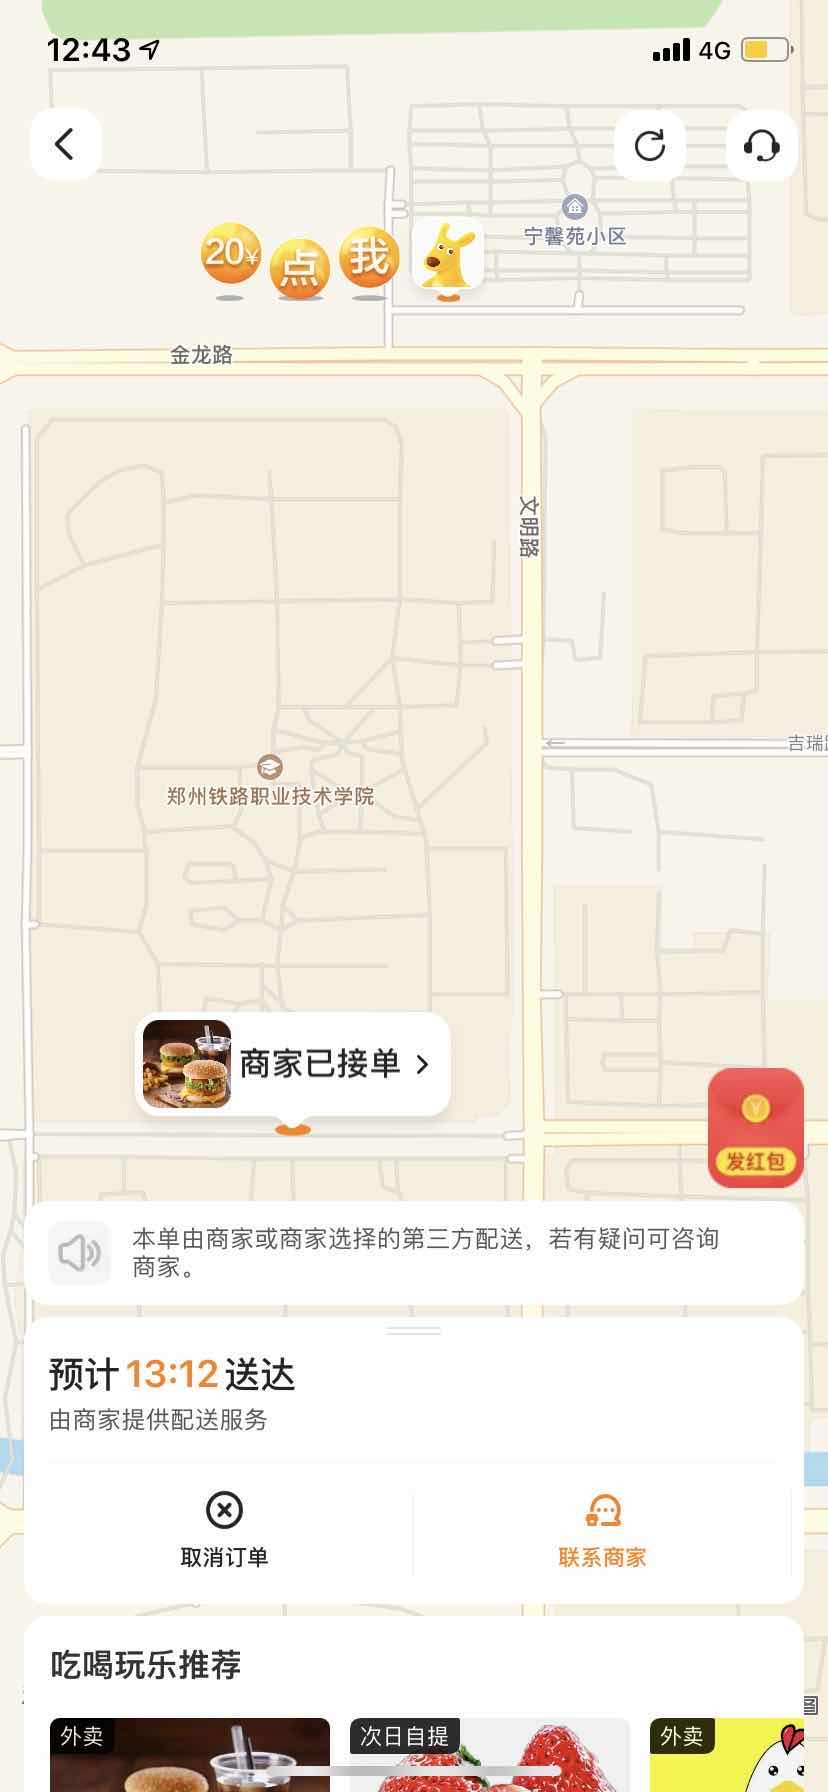 12:43
4G
宁馨苑小区
20¥
点
我
金龙路
文明路
吉瑞
郑州铁路职业技术学院
商家已接单
发红包
本单由商家或商家选择的第三方配送，若有疑问可咨询
商家。
预计13:12送达
由商家提供配送服务
取消订单
联系商家
吃喝玩乐推荐
外卖
次日自提
外卖